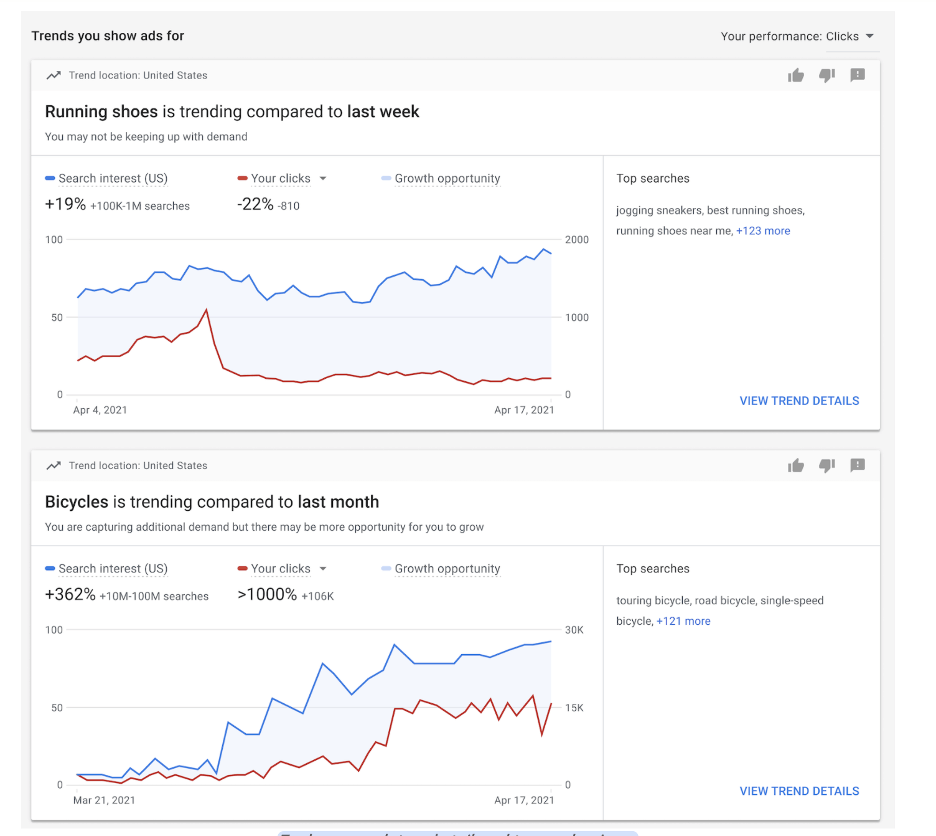 Trends you show ads for
Your performance: Clicks
Trend location: United States
Running shoes is trending compared to last week
You may not be keeping up with demand
Search interest (US)
+19% +100K-1M searches
Your clicks
-22% -810
Growth opportunity
100
50
0
2000
1000
0
Apr 4, 2021
Apr 17, 2021
Top searches
jogging sneakers, best running shoes,
running shoes near me, +123 more
VIEW TREND DETAILS
Trend location: United States
Bicycles is trending compared to last month
You are capturing additional demand but there may be more opportunity for you to grow
Search interest (US)
+362% +10M-100M searches
Your clicks
>1000% +106K
Growth opportunity
100
50
0
30K
15K
0
Mar 21, 2021
Apr 17, 2021
Top searches
touring bicycle, road bicycle, single-speed
bicycle, +121 more
VIEW TREND DETAILS